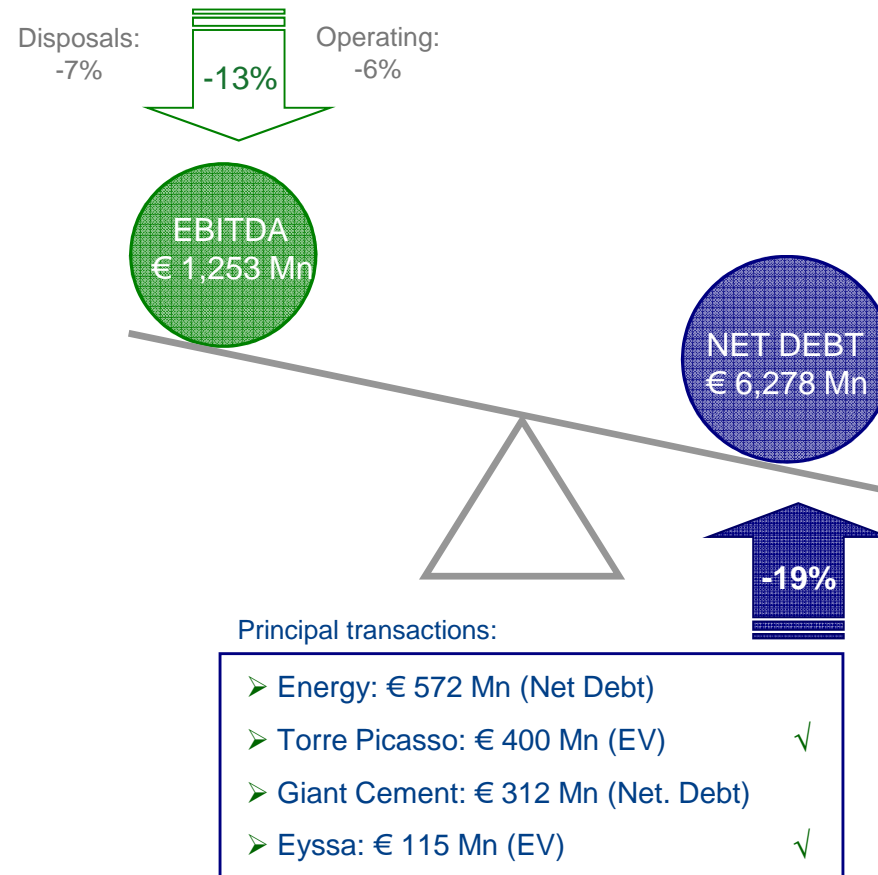 Disposals:
-7%
-13%
Operating:
-6%
EBITDA
€ 1,253 Mn
NET DEBT
€ 6,278 Mn
-19%
Principal transactions:
➢ Energy: € 572 Mn (Net Debt)
➢ Torre Picasso: € 400 Mn (EV) √
➢ Giant Cement: € 312 Mn (Net. Debt)
➢ Eyssa: € 115 Mn (EV) √